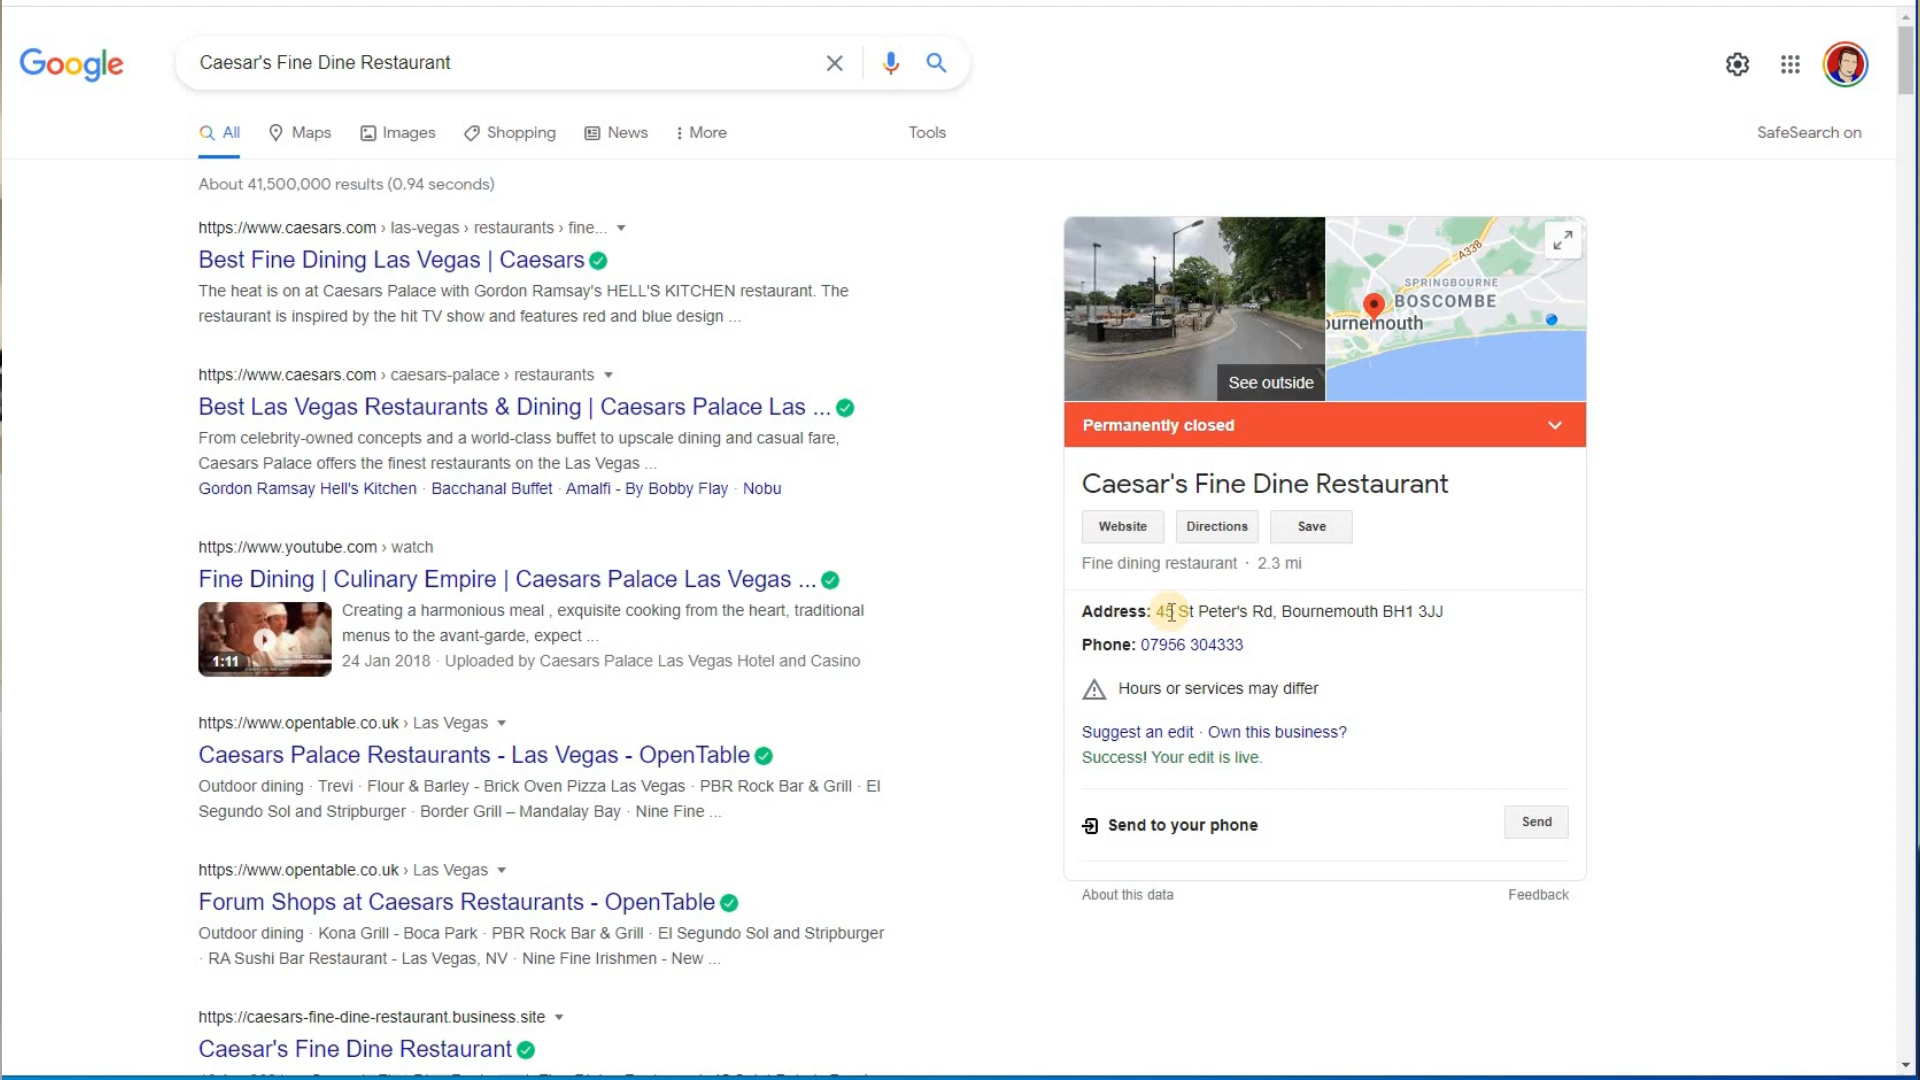 Google
Caesar's Fine Dine Restaurant
All
Maps
Images
Shopping
News
More
Tools
SafeSearch on
About 41,500,000 results (0.94 seconds)
https://www.caesars.com › las-vegas › restaurants › fine...
Best Fine Dining Las Vegas | Caesars
The heat is on at Caesars Palace with Gordon Ramsay's HELL'S KITCHEN restaurant. The
restaurant is inspired by the hit TV show and features red and blue design ...
https://www.caesars.com › caesars-palace › restaurants
Best Las Vegas Restaurants & Dining | Caesars Palace Las ...
From celebrity-owned concepts and a world-class buffet to upscale dining and casual fare,
Caesars Palace offers the finest restaurants on the Las Vegas ...
Gordon Ramsay Hell's Kitchen · Bacchanal Buffet · Amalfi - By Bobby Flay · Nobu
https://www.youtube.com › watch
Fine Dining | Culinary Empire | Caesars Palace Las Vegas ...
1:11
Creating a harmonious meal , exquisite cooking from the heart, traditional
menus to the avant-garde, expect ...
24 Jan 2018 · Uploaded by Caesars Palace Las Vegas Hotel and Casino
https://www.opentable.co.uk › Las Vegas
Caesars Palace Restaurants - Las Vegas - OpenTable
Outdoor dining · Trevi · Flour & Barley - Brick Oven Pizza Las Vegas · PBR Rock Bar & Grill · El
Segundo Sol and Stripburger · Border Grill – Mandalay Bay · Nine Fine ...
https://www.opentable.co.uk › Las Vegas
Forum Shops at Caesars Restaurants - OpenTable
Outdoor dining · Kona Grill - Boca Park · PBR Rock Bar & Grill · El Segundo Sol and Stripburger
· RA Sushi Bar Restaurant - Las Vegas, NV · Nine Fine Irishmen - New ...
https://caesars-fine-dine-restaurant.business.site
Caesar's Fine Dine Restaurant
See outside
A338
SPRINGBOURNE
BOSCOMBE
ournemouth
Permanently closed
Caesar's Fine Dine Restaurant
Website
Directions
Save
Fine dining restaurant · 2.3 mi
Address: 45 St Peter's Rd, Bournemouth BH1 3JJ
Phone: 07956 304333
Hours or services may differ
Suggest an edit · Own this business?
Success! Your edit is live.
Send to your phone
Send
About this data
Feedback